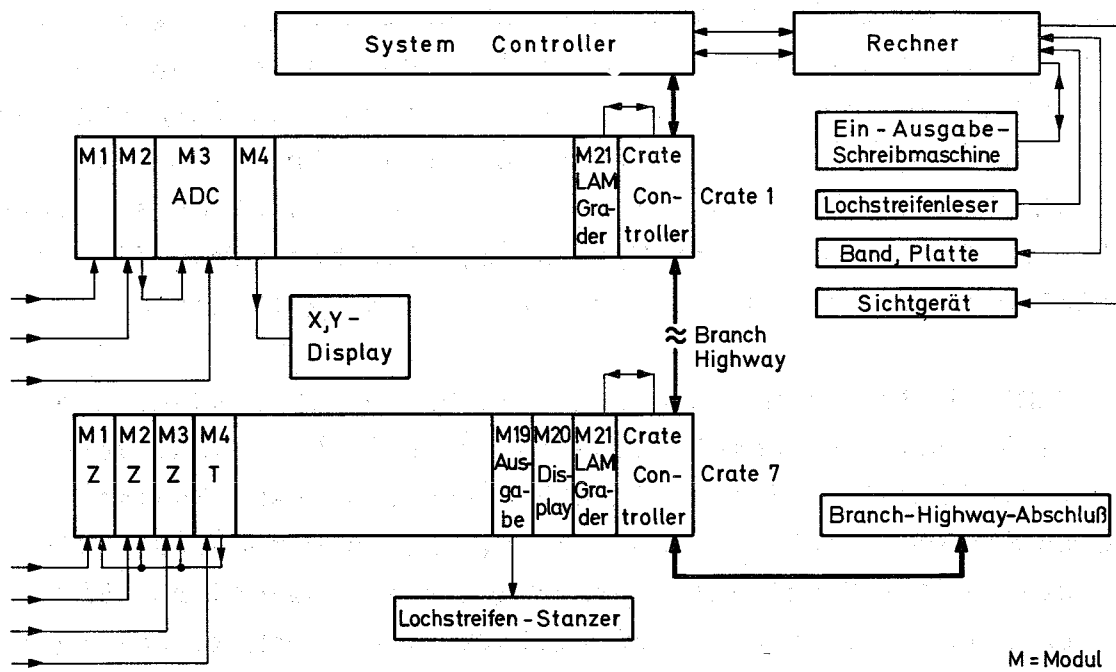 System Controller
Rechner
Ein - Ausgabe -
Schreibmaschine
Lochstreifenleser
Band, Platte
Sichtgerät
M1
M2
M3
ADC
M4
M21
LAM
Gra-
der
Crate
Con-
troller
Crate 1
X,Y -
Display
Branch
Highway
M1
Z
M2
Z
M3
Z
M4
T
M19
Aus-
ga-
be
M20
Dis-
play
M21
LAM
Gra-
der
Crate
Con-
troller
Crate 7
Branch-Highway-Abschluß
Lochstreifen - Stanzer
M = Modul